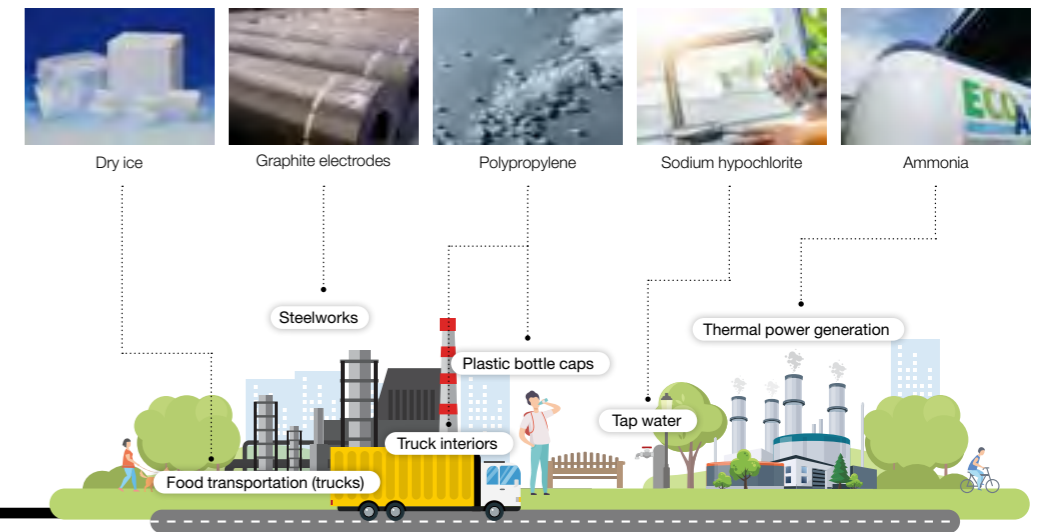 ECO
A
Dry ice
Graphite electrodes
Polypropylene
Sodium hypochlorite
Ammonia
Steelworks
Thermal power generation
Plastic bottle caps
Tap water
Truck interiors
Food transportation (trucks)